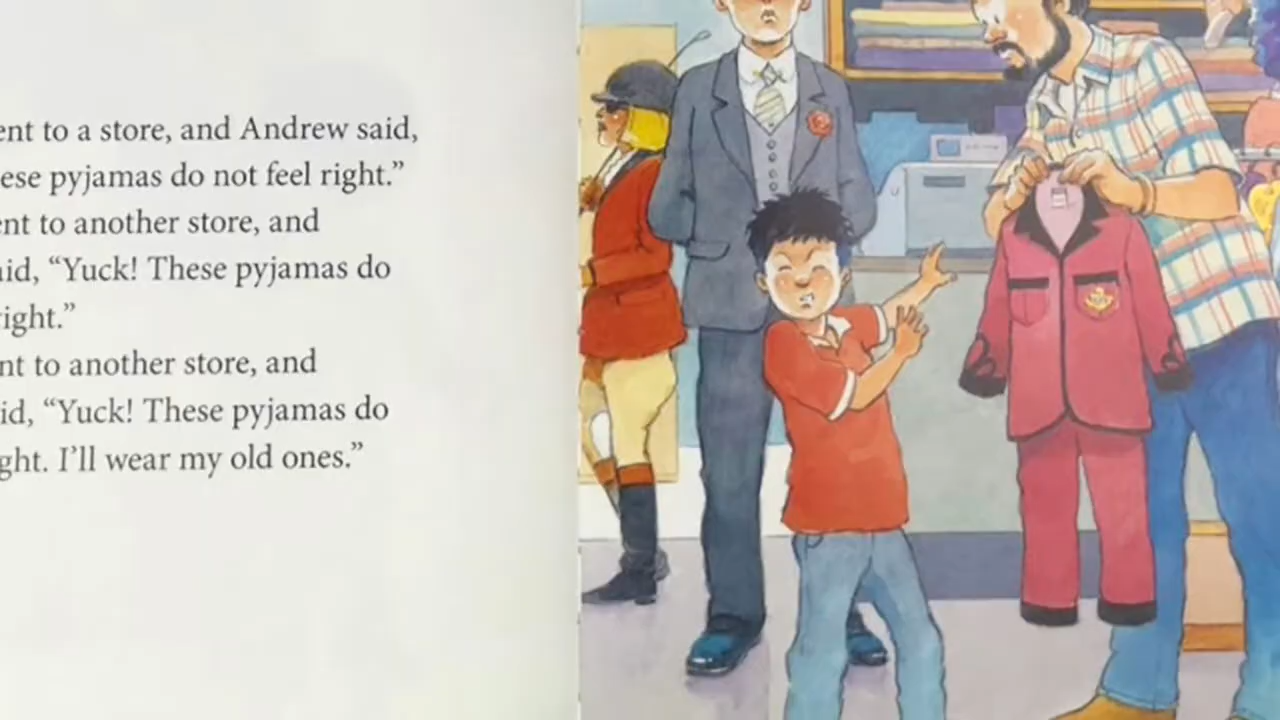 ent to a store, and Andrew said,
ese pyjamas do not feel right.”
ent to another store, and
aid, “Yuck! These pyjamas do
right.”
nt to another store, and
id, “Yuck! These pyjamas do
ght. I’ll wear my old ones.”